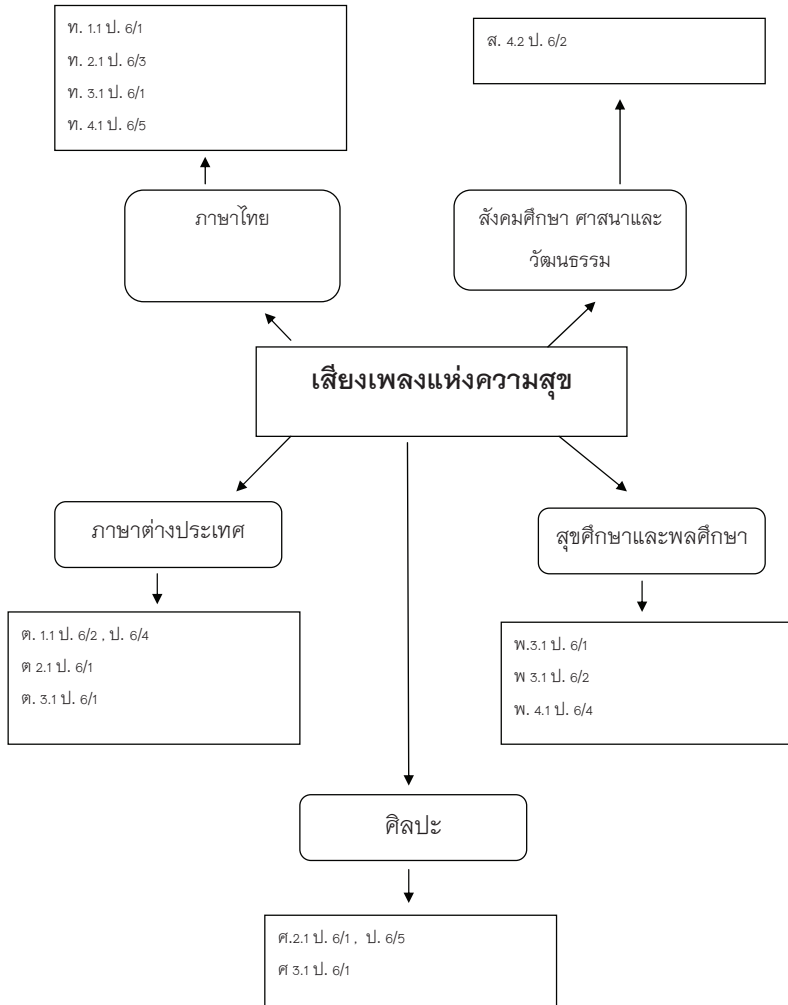 ท. 1.1 ป. 6/1
ท. 2.1 ป. 6/3
ท. 3.1 ป. 6/1
ท. 4.1 ป. 6/5
ส. 4.2 ป. 6/2
ภาษาไทย
สังคมศึกษา ศาสนาและ
วัฒนธรรม
เสียงเพลงแห่งความสุข
ภาษาต่างประเทศ
สุขศึกษาและพลศึกษา
ต. 1.1 ป. 6/2 , ป. 6/4
ต 2.1 ป. 6/1
ต. 3.1 ป. 6/1
พ.3.1 ป. 6/1
พ 3.1 ป. 6/2
พ. 4.1 ป. 6/4
ศิลปะ
ศ.2.1 ป. 6/1 , ป. 6/5
ศ 3.1 ป. 6/1